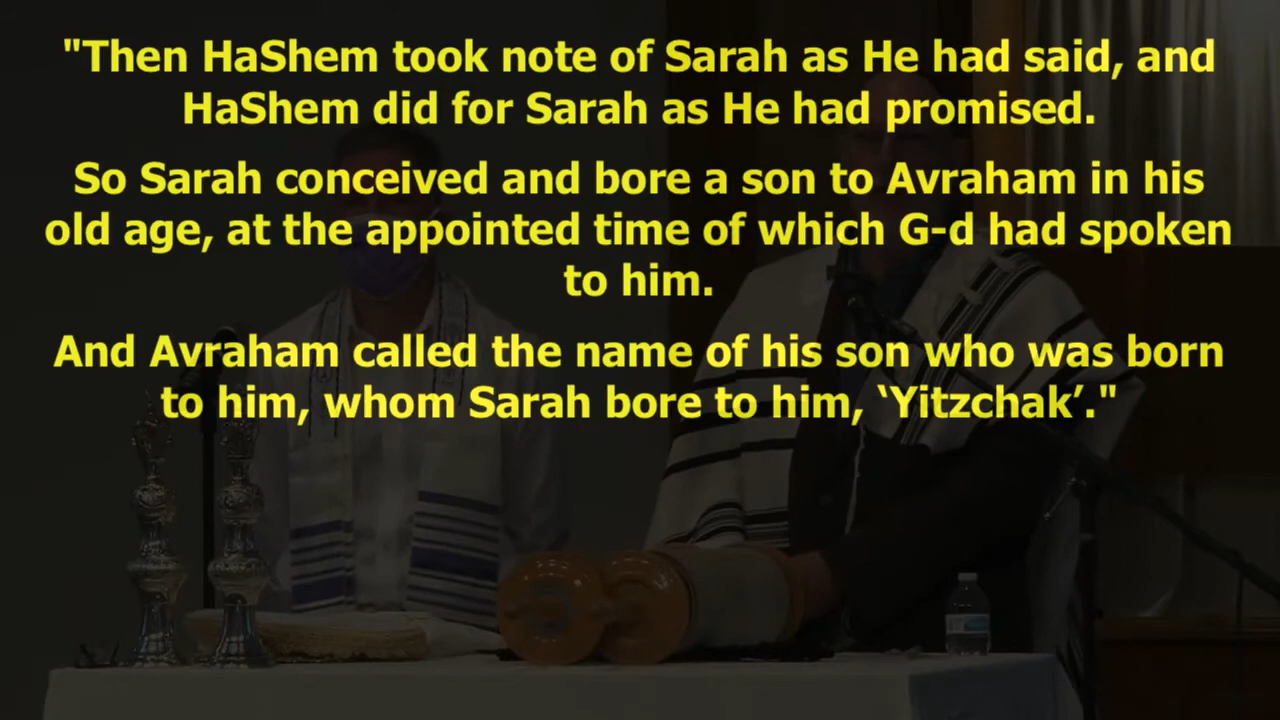 "Then HaShem took note of Sarah as He had said, and
HaShem did for Sarah as He had promised.
So Sarah conceived and bore a son to Avraham in his
old age, at the appointed time of which G-d had spoken
to him.
And Avraham called the name of his son who was born
to him, whom Sarah bore to him, ‘Yitzchak’."